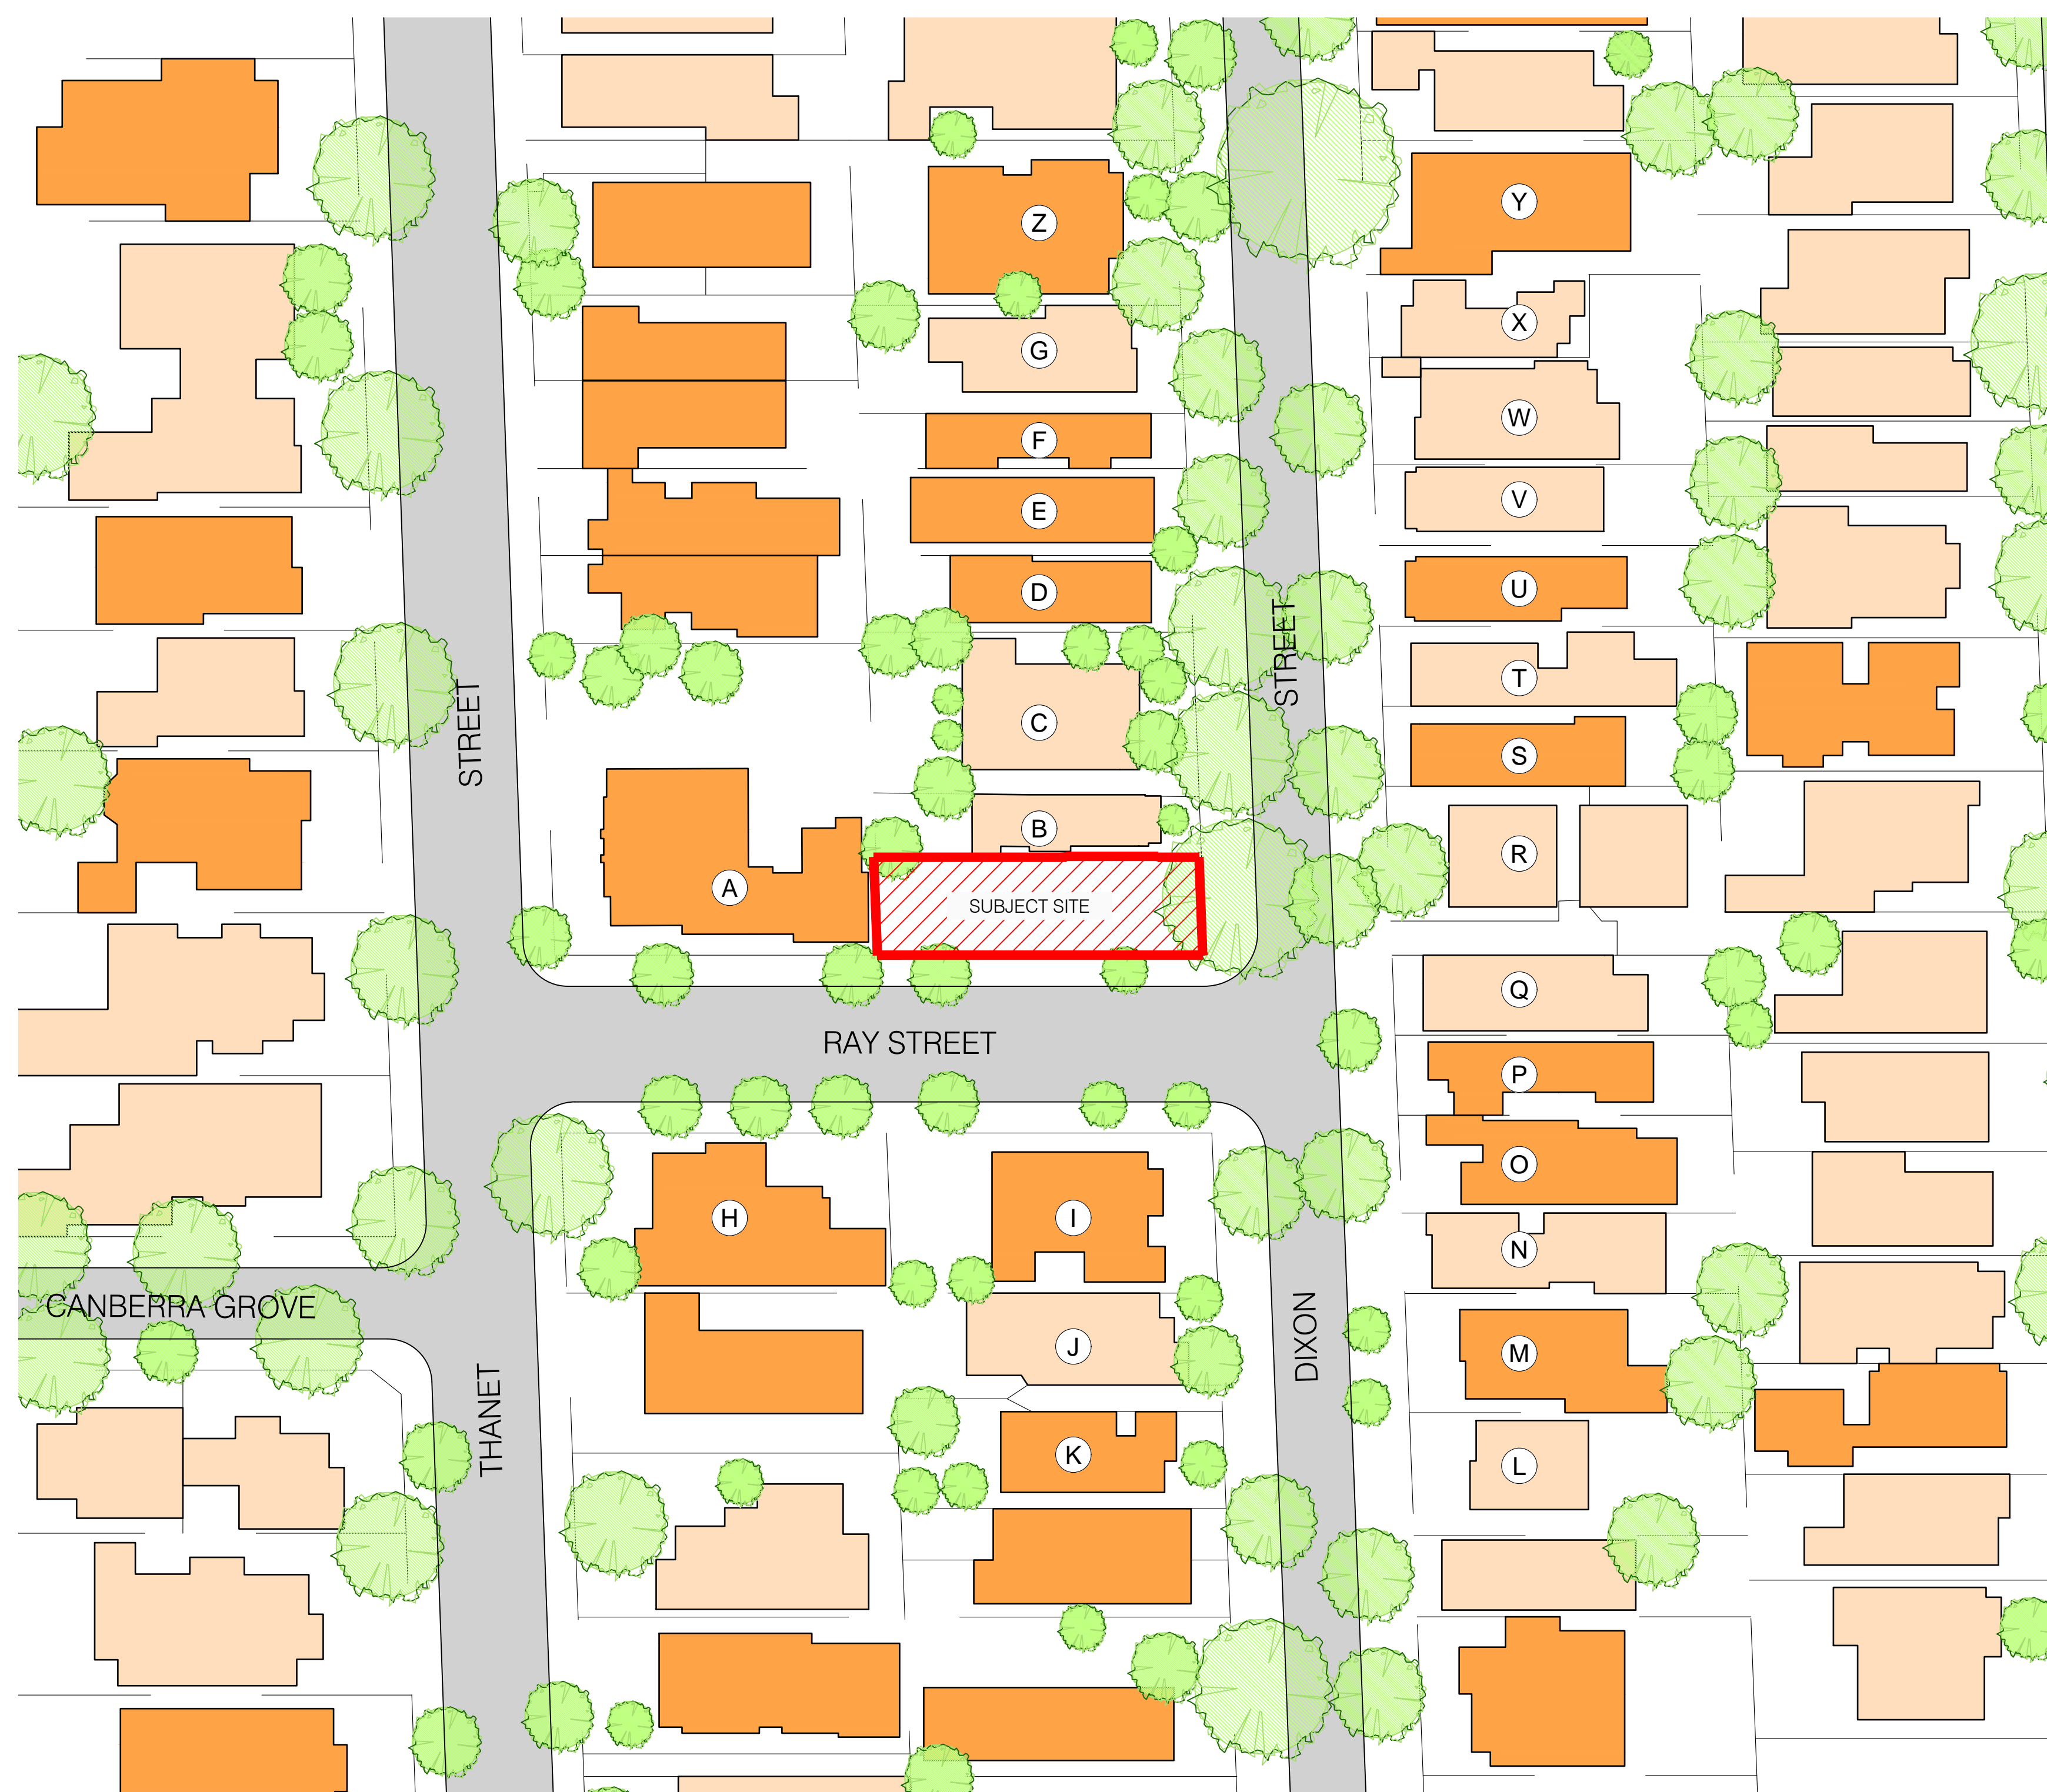 Z
Y
G
X
F
W
E
V
D
U
STREET
C
T
STREET
B
S
A
SUBJECT SITE
R
RAY STREET
Q
P
H
I
O
N
CANBERRA GROVE
J
DIXON
M
THANET
K
L